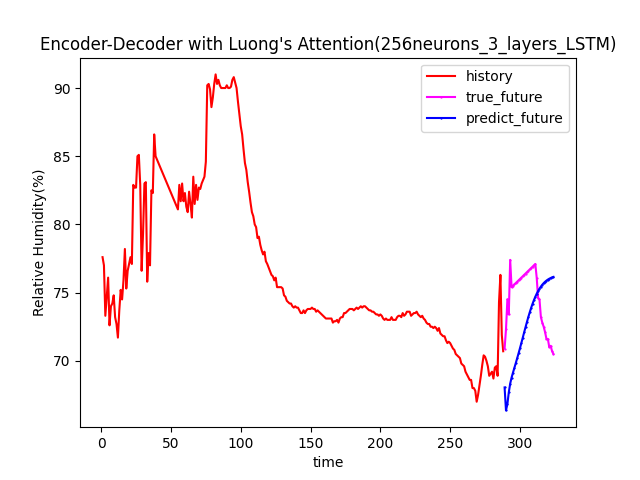 Encoder-Decoder with Luong's Attention(256neurons_3_layers_LSTM)
history
true_future
predict_future
Relative Humidity(%)
90
85
80
75
70
0
50
100
150
200
250
300
time